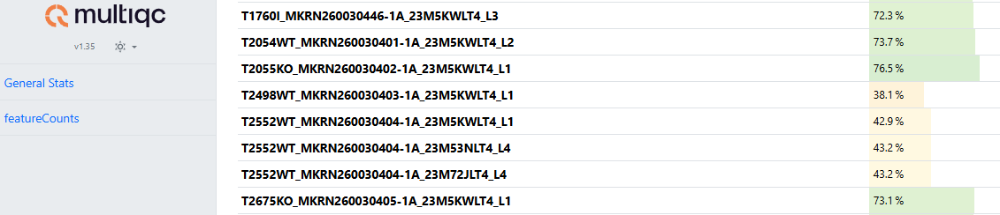 multiqc
v1.35
General Stats
featureCounts
T1760I_MKRN260030446-1A_23M5KWLT4_L3 72.3 %
T2054WT_MKRN260030401-1A_23M5KWLT4_L2 73.7 %
T2055KO_MKRN260030402-1A_23M5KWLT4_L1 76.5 %
T2498WT_MKRN260030403-1A_23M5KWLT4_L1 38.1 %
T2552WT_MKRN260030404-1A_23M5KWLT4_L1 42.9 %
T2552WT_MKRN260030404-1A_23M53NLT4_L4 43.2 %
T2552WT_MKRN260030404-1A_23M72JLT4_L4 43.2 %
T2675KO_MKRN260030405-1A_23M5KWLT4_L1 73.1 %